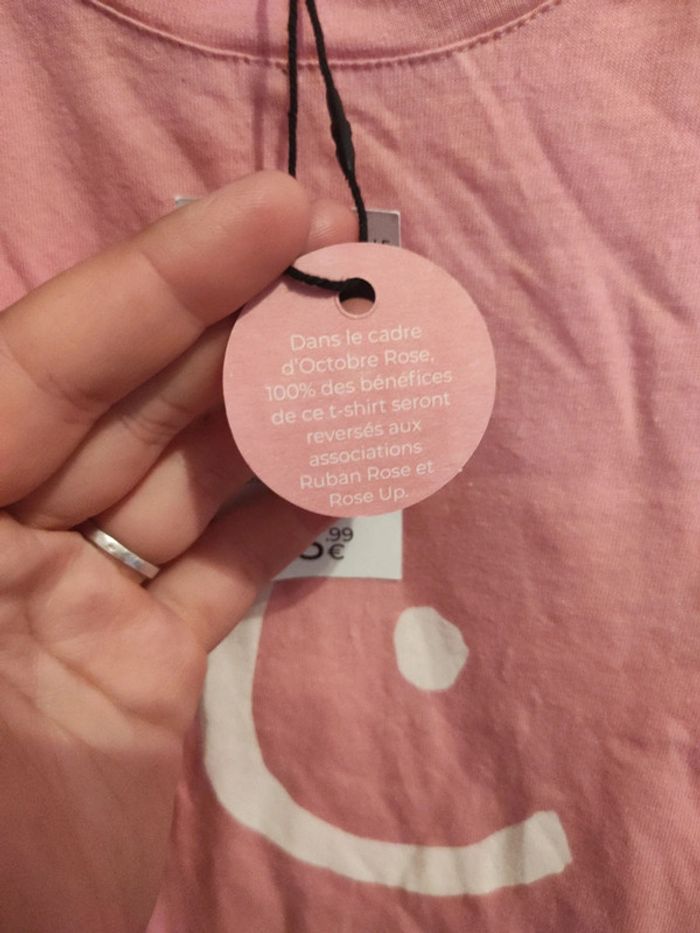 Dans le cadre
d'Octobre Rose,
100% des bénéfices
de ce t-shirt seront
reversés aux
associations
Ruban Rose et
Rose Up.
.99
€